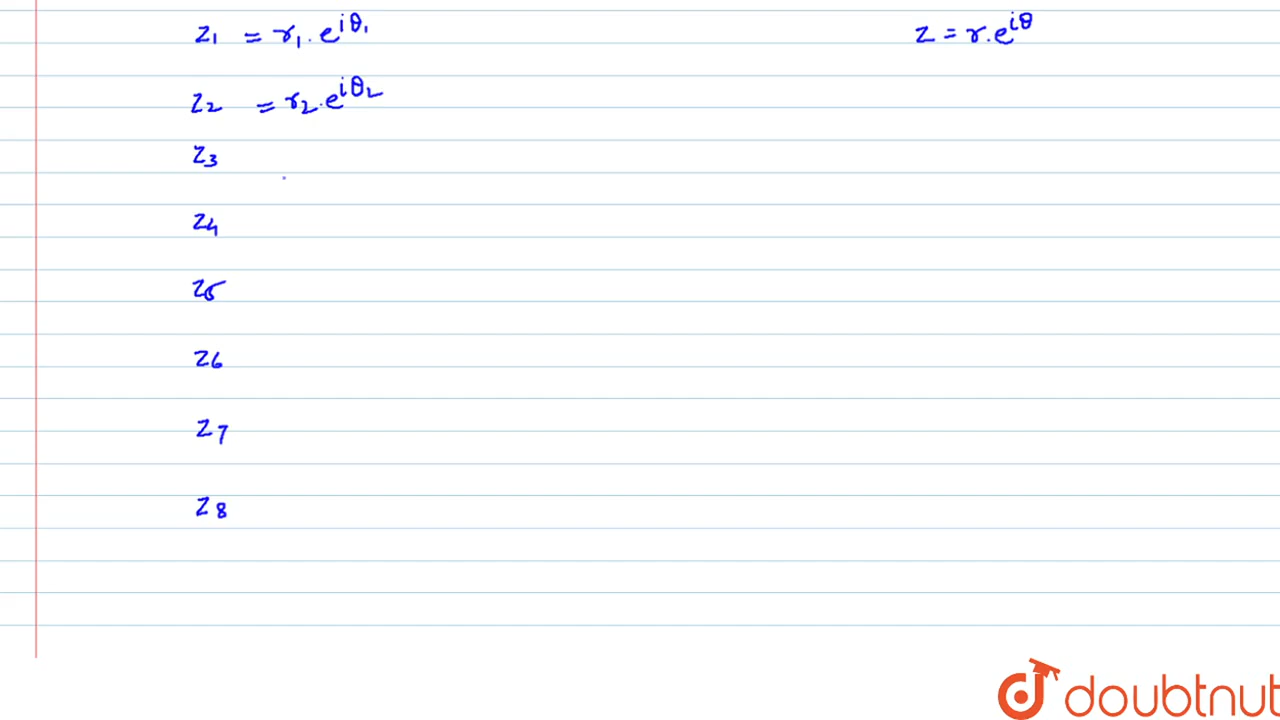 z₁ = r₁.e^{iθ₁} z = r.e^{iθ}
z₂ = r₂.e^{iθ₂}
z₃
z₄
z₅
z₆
z₇
z₈
doubtnut